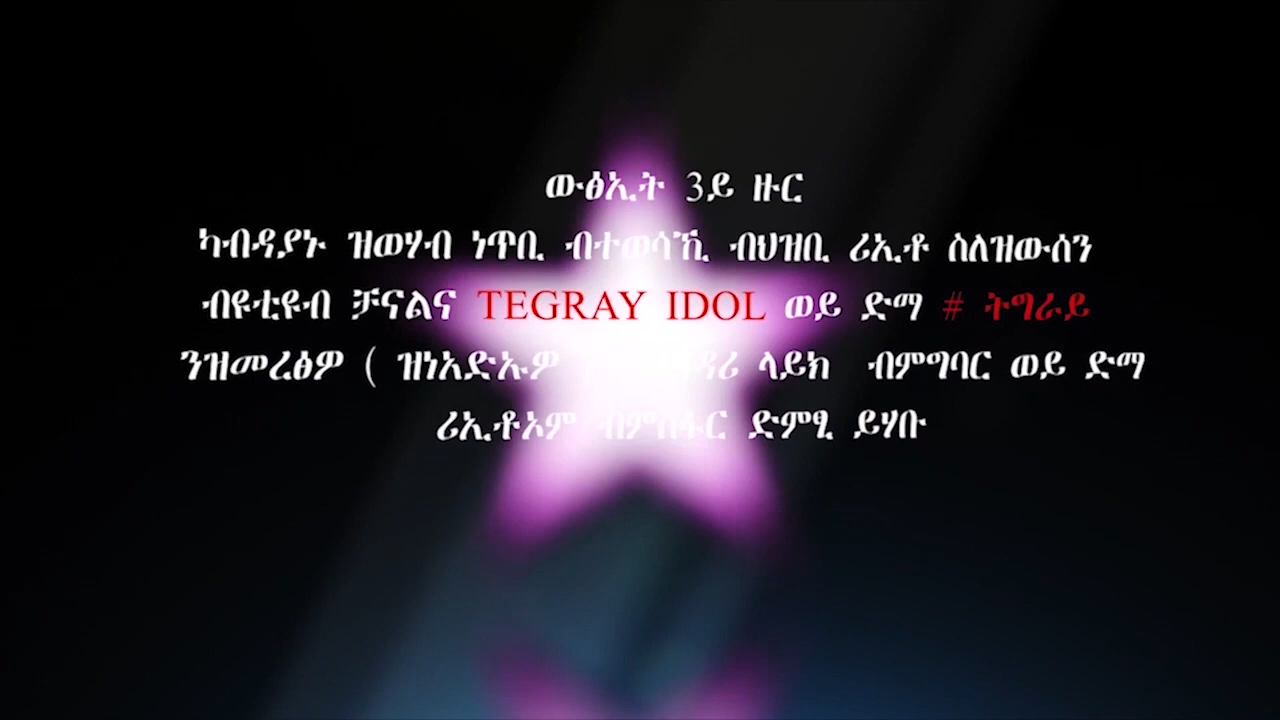 ውፅኢት 3ይ ዙር
ካብዳያኑ ዝወሃብ ነጥቢ ብተወሳኺ ብህዝቢ ሪኢቶ ስለዝውሰን
ብዩቲዩብ ቻናልና TEGRAY IDOL ወይ ድማ # ትግራይ
ንዝመረፅዎ ( ዝነአድኡዎ ላይክ ብምግባር ወይ ድማ
ሪኢቶኦም ብምስፋር ድምፂ ይሃቡ